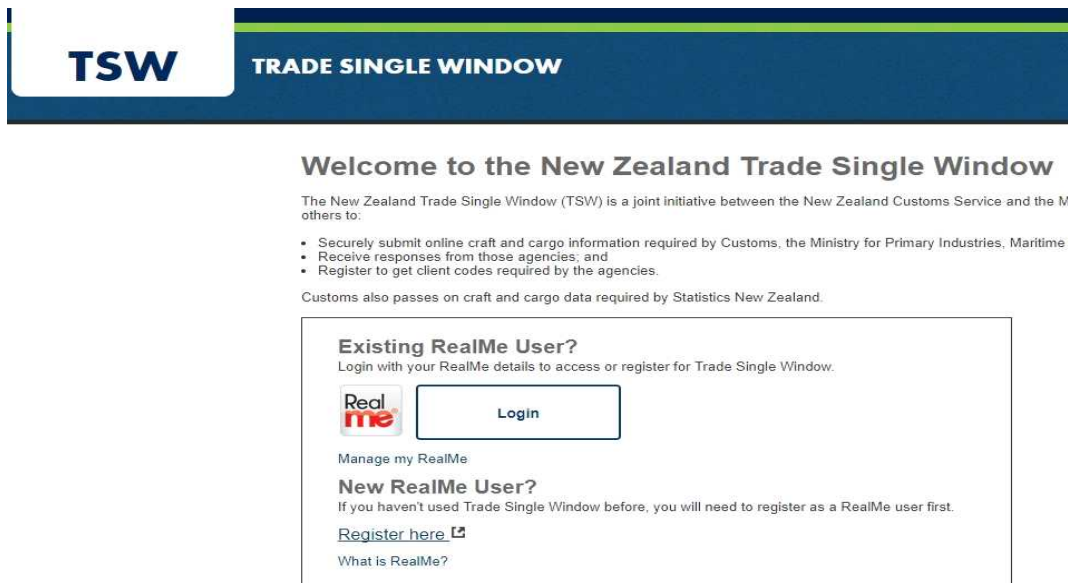 TSW
TRADE SINGLE WINDOW
Welcome to the New Zealand Trade Single Window
The New Zealand Trade Single Window (TSW) is a joint initiative between the New Zealand Customs Service and the M
others to:
• Securely submit online craft and cargo information required by Customs, the Ministry for Primary Industries, Maritime
• Receive responses from those agencies; and
• Register to get client codes required by the agencies.
Customs also passes on craft and cargo data required by Statistics New Zealand.
Existing RealMe User?
Login with your RealMe details to access or register for Trade Single Window.
Real
me
Login
Manage my RealMe
New RealMe User?
If you haven't used Trade Single Window before, you will need to register as a RealMe user first.
Register here
What is RealMe?